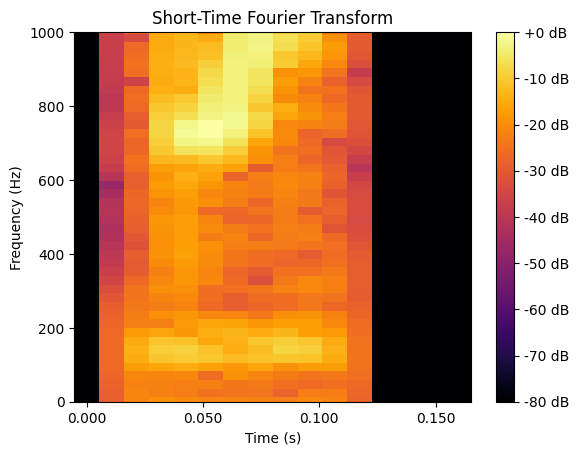 Short-Time Fourier Transform
Frequency (Hz)
1000
800
600
400
200
0
0.000
0.050
0.100
0.150
Time (s)
+0 dB
-10 dB
-20 dB
-30 dB
-40 dB
-50 dB
-60 dB
-70 dB
-80 dB